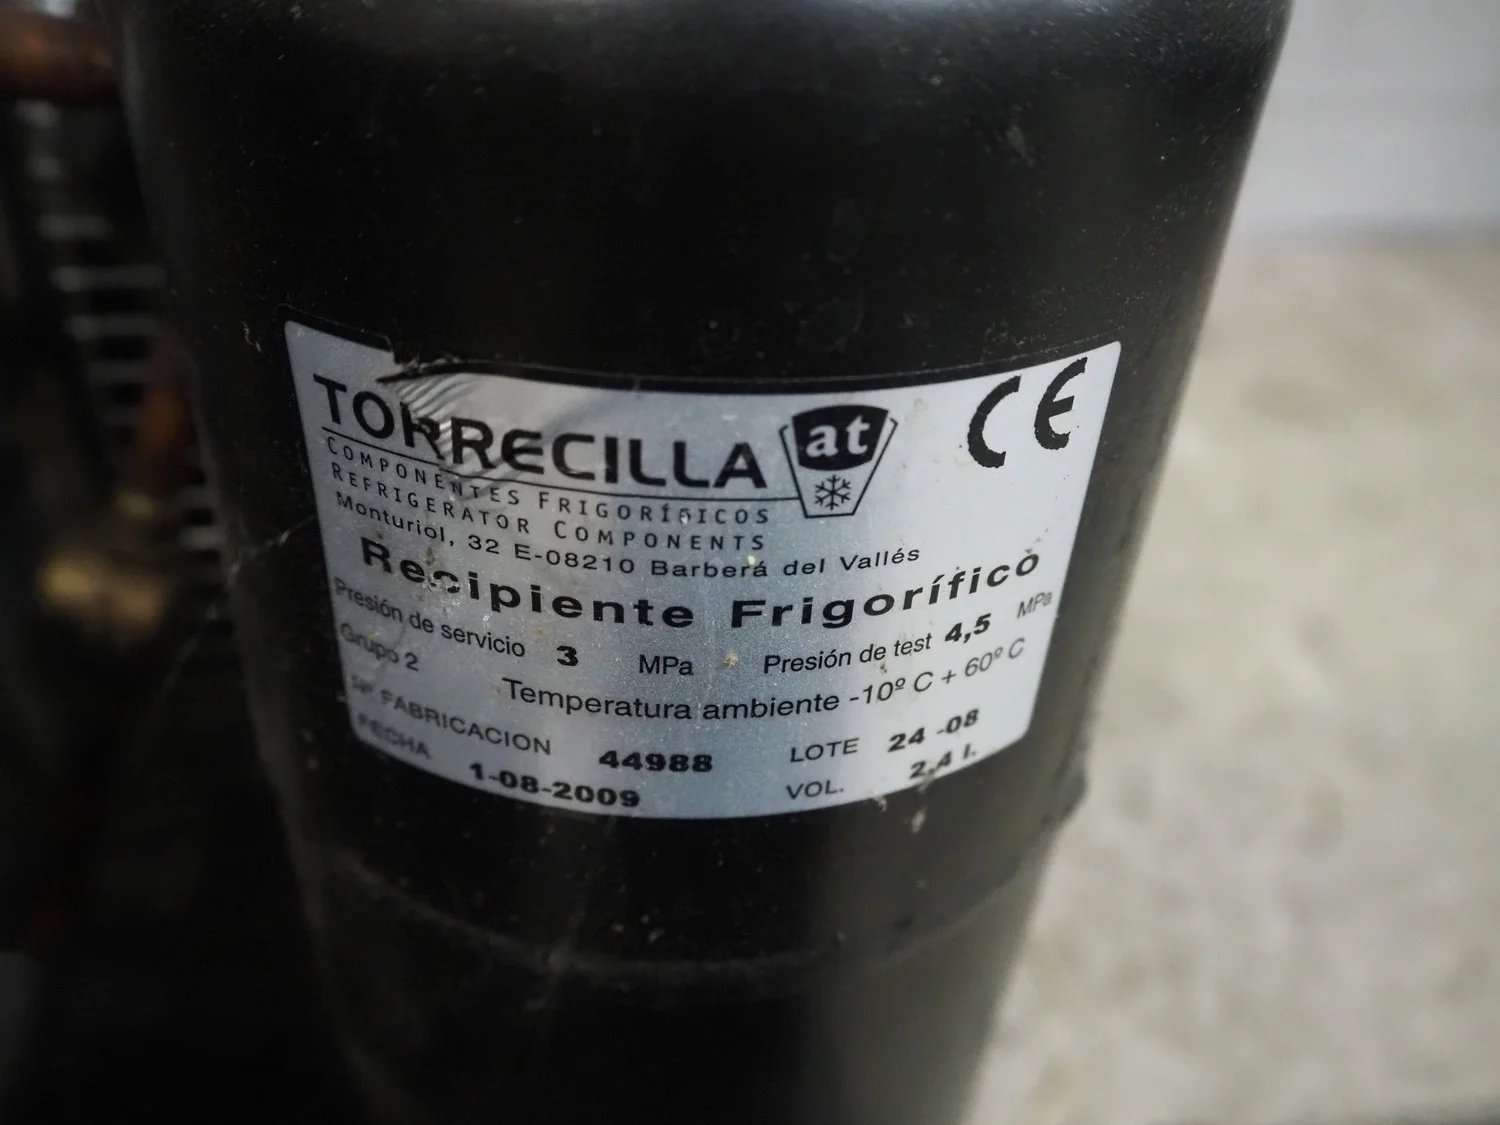 TORRECILLA at CE
COMPONENTES FRIGORÍFICOS
REFRIGERATOR COMPONENTS
Monturiol, 32 E-08210 Barberá del Vallés
Recipiente Frigorífico
Presión de servicio 3 MPa Presión de test 4,5 MPa
Grupo 2 Temperatura ambiente -10º C + 60º C
Nº FABRICACION 44988 LOTE 24 -08
FECHA 1-08-2009 VOL. 2,4 l.